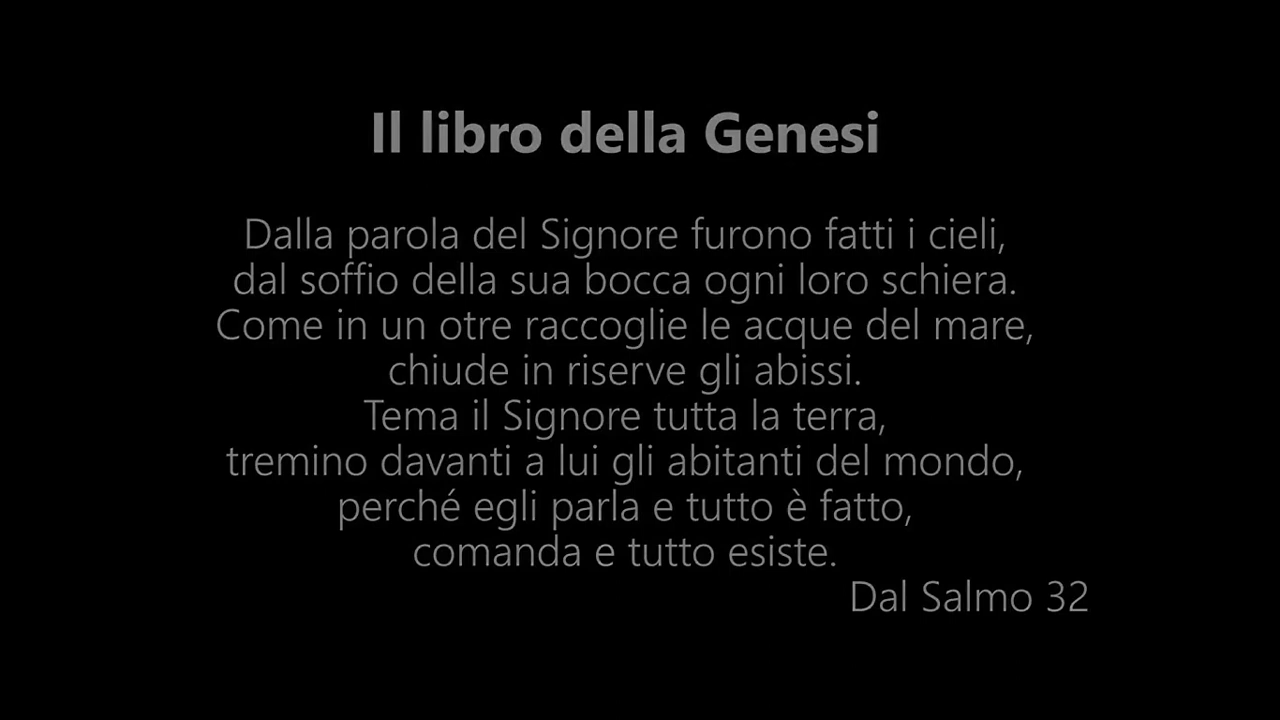 Il libro della Genesi
Dalla parola del Signore furono fatti i cieli,
dal soffio della sua bocca ogni loro schiera.
Come in un otre raccoglie le acque del mare,
chiude in riserve gli abissi.
Tema il Signore tutta la terra,
tremino davanti a lui gli abitanti del mondo,
perché egli parla e tutto è fatto,
comanda e tutto esiste.
Dal Salmo 32